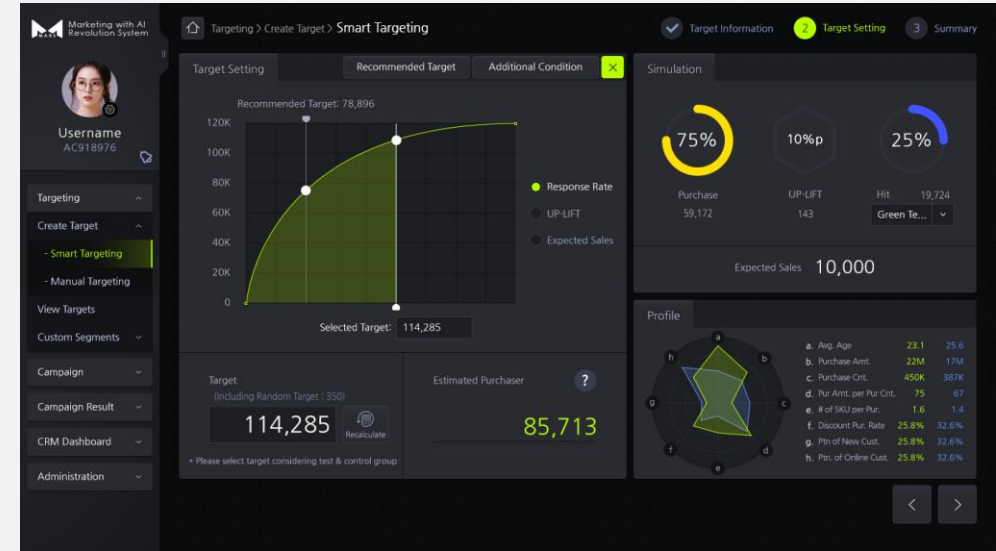 Marketing with AI
Revolution System
MARS
Targeting > Create Target > Smart Targeting
Target Information
2 Target Setting
3 Summary
Username
AC918976
Targeting
Create Target
- Smart Targeting
- Manual Targeting
View Targets
Custom Segments
Campaign
Campaign Result
CRM Dashboard
Administration
Target Setting
Recommended Target
Additional Condition
Recommended Target: 78,896
120K
100K
80K
60K
40K
20K
0
Response Rate
UP-LIFT
Expected Sales
Selected Target: 114,285
Target
(Including Random Target : 350)
114,285
Recalculate
* Please select target considering test & control group
Estimated Purchaser ?
85,713
Simulation
75%
10%p
25%
Purchase
59,172
UP-LIFT
143
Hit 19,724
Green Te...
Expected Sales 10,000
Profile
a
b
c
d
e
f
g
h
a. Avg. Age 23.1 25.6
b. Purchase Amt. 22M 17M
c. Purchase Cnt. 450K 387K
d. Pur Amt. per Pur Cnt. 75 67
e. # of SKU per Pur. 1.6 1.4
f. Discount Pur. Rate 25.8% 32.6%
g. Ptn of New Cust. 25.8% 32.6%
h. Ptn. of Online Cust. 25.8% 32.6%